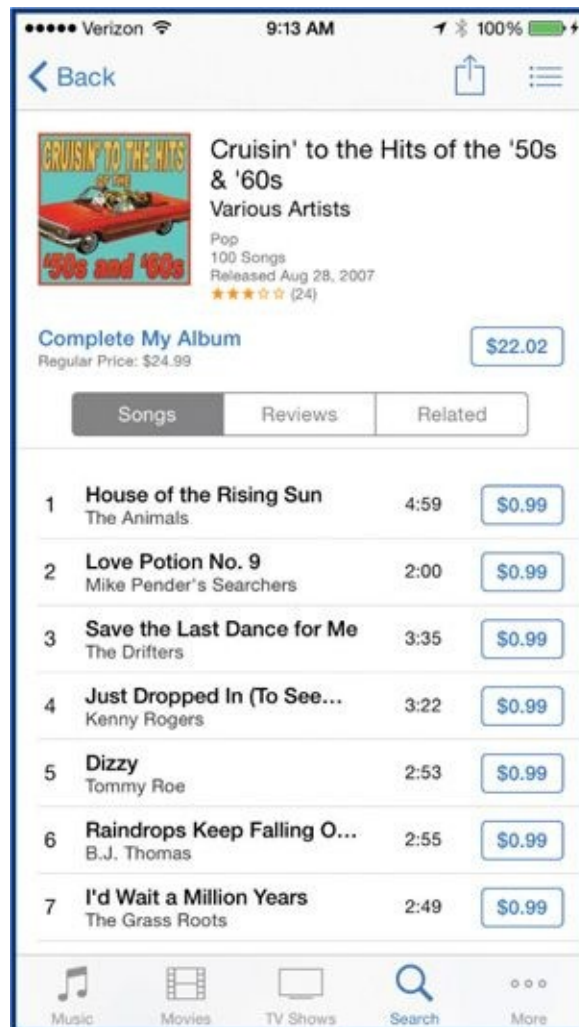 Verizon 9:13 AM 100%
Back
CRUISIN' TO THE HITS
OF THE
'50s and '60s
Cruisin' to the Hits of the '50s
& '60s
Various Artists
Pop
100 Songs
Released Aug 28, 2007
(24)
Complete My Album
Regular Price: $24.99
$22.02
Songs Reviews Related
1 House of the Rising Sun 4:59 $0.99
The Animals
2 Love Potion No. 9 2:00 $0.99
Mike Pender's Searchers
3 Save the Last Dance for Me 3:35 $0.99
The Drifters
4 Just Dropped In (To See... 3:22 $0.99
Kenny Rogers
5 Dizzy 2:53 $0.99
Tommy Roe
6 Raindrops Keep Falling O... 2:55 $0.99
B.J. Thomas
7 I'd Wait a Million Years 2:49 $0.99
The Grass Roots
Music Movies TV Shows Search More